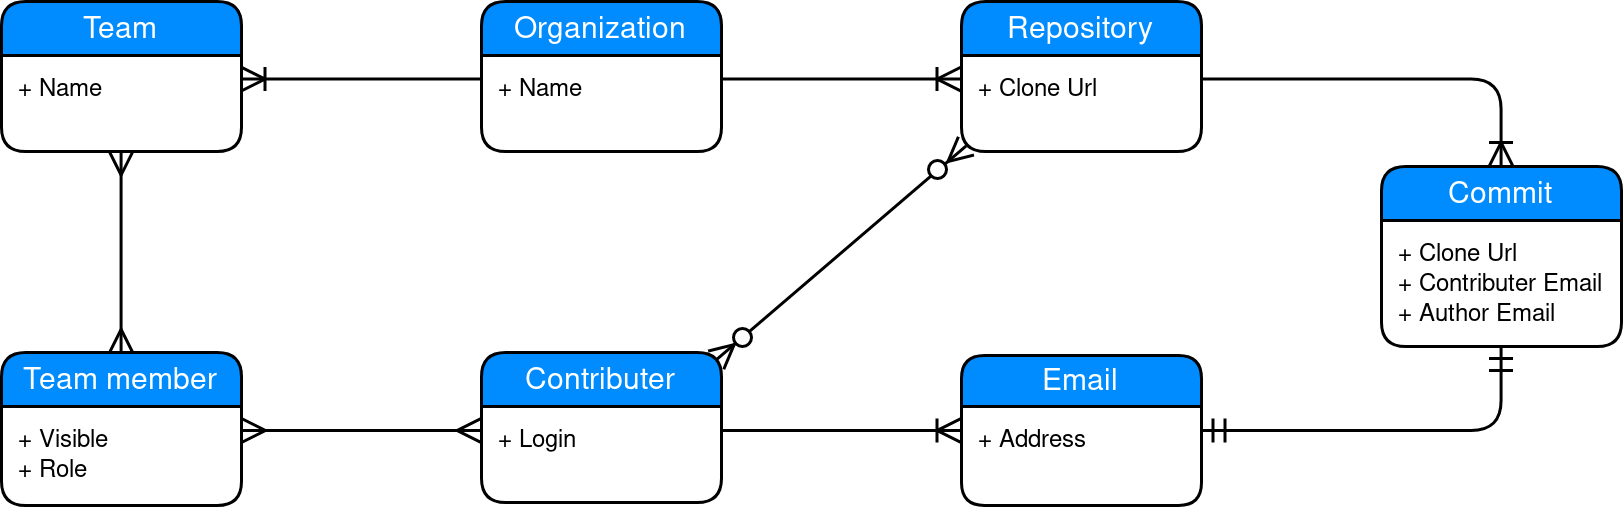 Team
+ Name
Organization
+ Name
Repository
+ Clone Url
Commit
+ Clone Url
+ Contributer Email
+ Author Email
Team member
+ Visible
+ Role
Contributer
+ Login
Email
+ Address